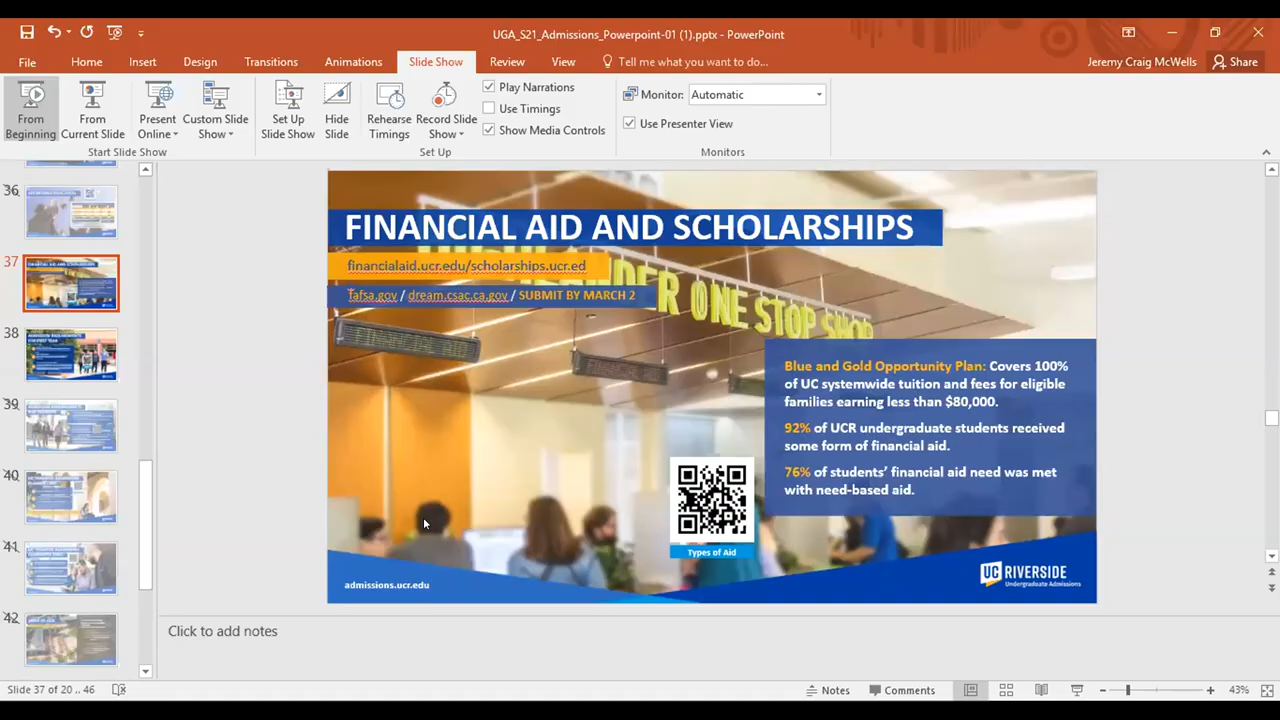 UGA_S21_Admissions_Powerpoint-01 (1).pptx - PowerPoint
File Home Insert Design Transitions Animations Slide Show Review View Tell me what you want to do... Jeremy Craig McWells Share
From Beginning
From Current Slide
Present Online
Custom Slide Show
Set Up Slide Show
Hide Slide
Rehearse Timings
Record Slide Show
Play Narrations
Use Timings
Show Media Controls
Monitor: Automatic
Use Presenter View
Start Slide Show
Set Up
Monitors
36
37
38
39
40
41
42
FINANCIAL AID AND SCHOLARSHIPS
financialaid.ucr.edu/scholarships.ucr.ed
fafsa.gov / dream.csac.ca.gov / SUBMIT BY MARCH 2
ONE STOP SHOP
Blue and Gold Opportunity Plan: Covers 100%
of UC systemwide tuition and fees for eligible
families earning less than $80,000.
92% of UCR undergraduate students received
some form of financial aid.
76% of students' financial aid need was met
with need-based aid.
Types of Aid
admissions.ucr.edu
UC RIVERSIDE
Undergraduate Admissions
Click to add notes
Slide 37 of 20 .. 46
Notes Comments 43%